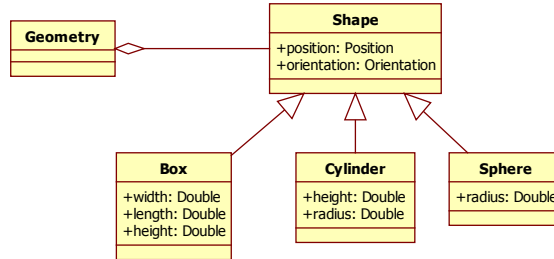 Geometry
Shape
+position: Position
+orientation: Orientation
Box
+width: Double
+length: Double
+height: Double
Cylinder
+height: Double
+radius: Double
Sphere
+radius: Double